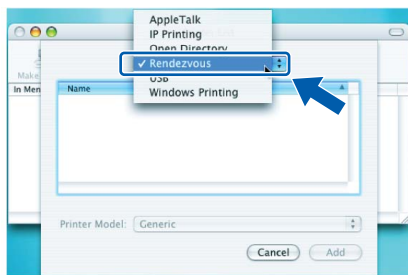 AppleTalk
IP Printing
Open Directory
✓ Rendezvous
USB
Windows Printing
Make
In Men
Name
Printer Model: Generic
Cancel Add